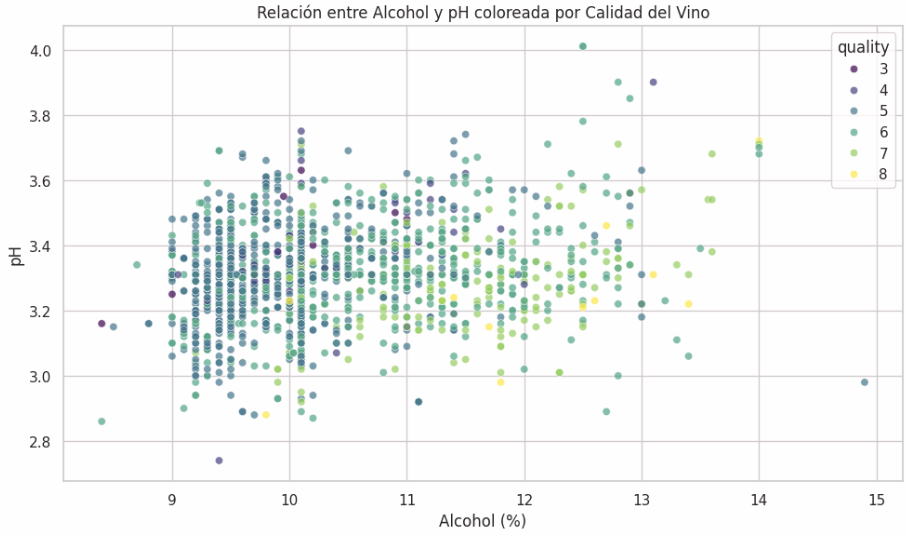 Relación entre Alcohol y pH coloreada por Calidad del Vino
quality
3
4
5
6
7
8
pH
4.0
3.8
3.6
3.4
3.2
3.0
2.8
9 10 11 12 13 14 15
Alcohol (%)